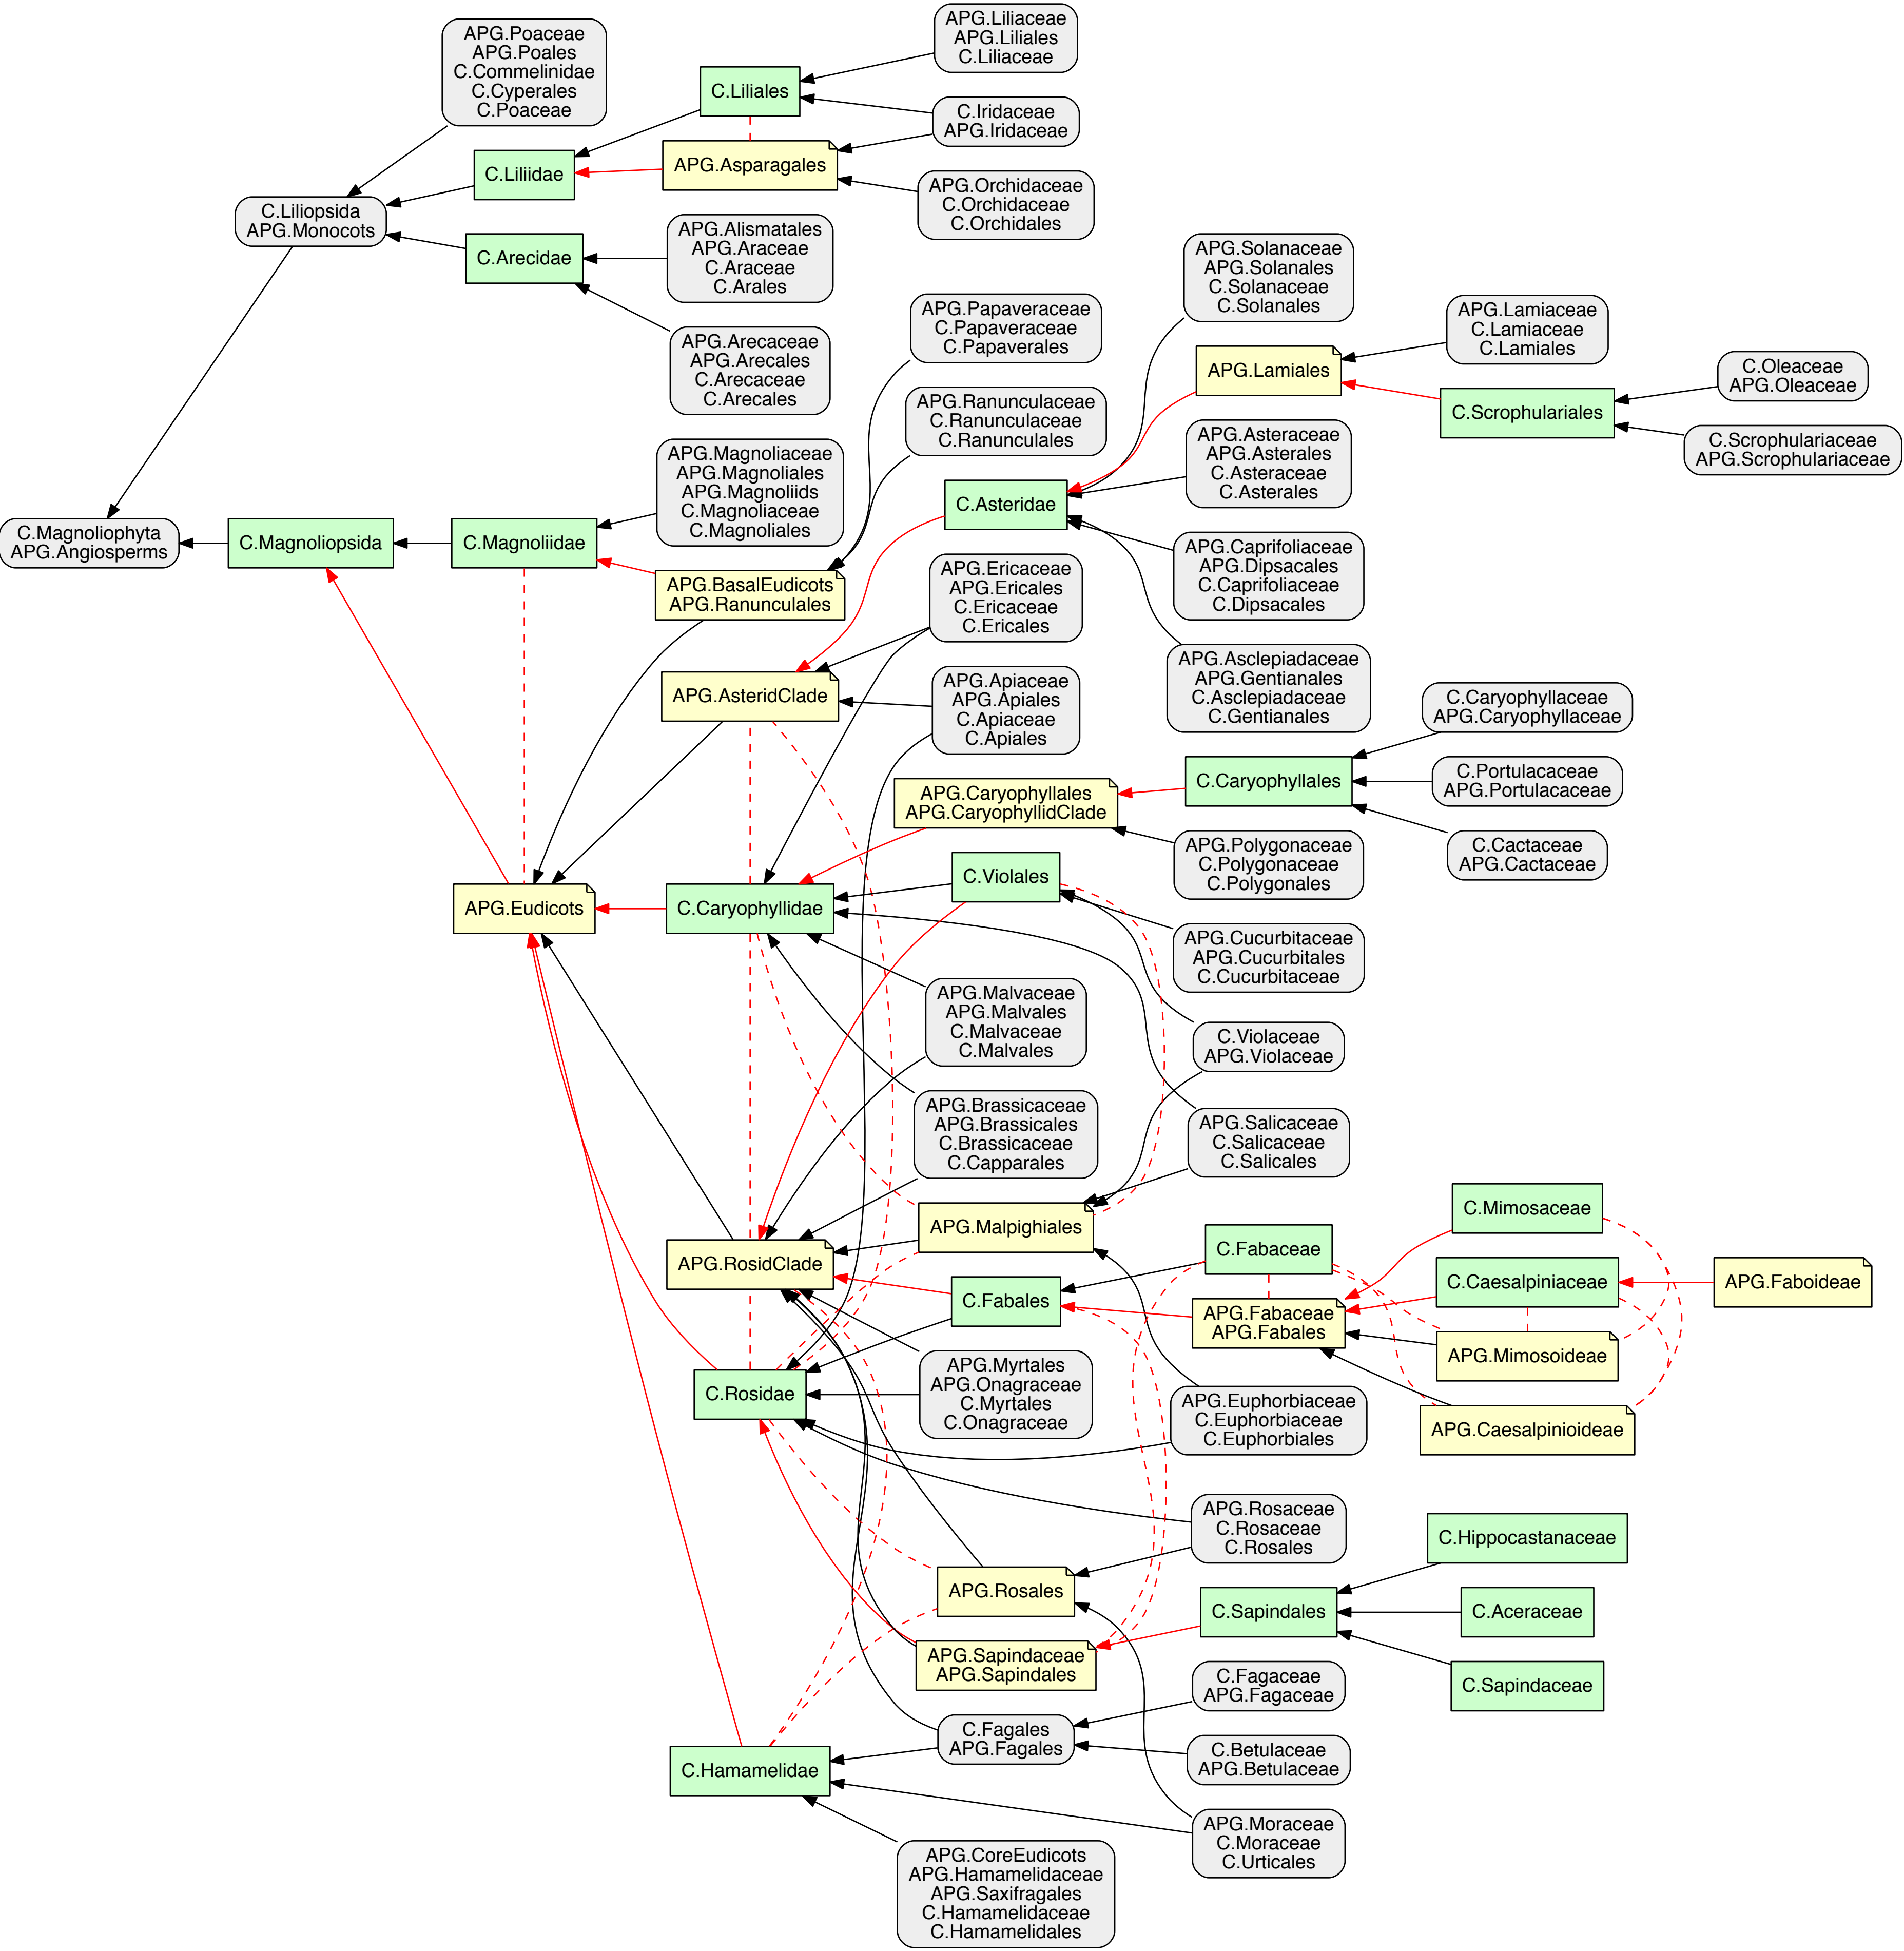 APG.Poaceae
APG.Poales
C.Commelinidae
C.Cyperales
C.Poaceae
C.Liliales
APG.Liliaceae
APG.Liliales
C.Liliaceae
C.Iridaceae
APG.Iridaceae
C.Liliidae
APG.Asparagales
APG.Orchidaceae
C.Orchidaceae
C.Orchidales
C.Liliopsida
APG.Monocots
C.Arecidae
APG.Alismatales
APG.Araceae
C.Araceae
C.Arales
APG.Arecaceae
APG.Arecales
C.Arecaceae
C.Arecales
APG.Papaveraceae
C.Papaveraceae
C.Papaverales
APG.Solanaceae
APG.Solanales
C.Solanaceae
C.Solanales
APG.Lamiaceae
C.Lamiaceae
C.Lamiales
APG.Lamiales
C.Oleaceae
APG.Oleaceae
C.Scrophulariales
C.Scrophulariaceae
APG.Scrophulariaceae
APG.Ranunculaceae
C.Ranunculaceae
C.Ranunculales
APG.Asteraceae
APG.Asterales
C.Asteraceae
C.Asterales
APG.Magnoliaceae
APG.Magnoliales
APG.Magnoliids
C.Magnoliaceae
C.Magnoliales
C.Asteridae
C.Magnoliophyta
APG.Angiosperms
C.Magnoliopsida
C.Magnoliidae
APG.BasalEudicots
APG.Ranunculales
APG.Caprifoliaceae
APG.Dipsacales
C.Caprifoliaceae
C.Dipsacales
APG.Ericaceae
APG.Ericales
C.Ericaceae
C.Ericales
APG.AsteridClade
APG.Apiaceae
APG.Apiales
C.Apiaceae
C.Apiales
APG.Asclepiadaceae
APG.Gentianales
C.Asclepiadaceae
C.Gentianales
C.Caryophyllaceae
APG.Caryophyllaceae
C.Caryophyllales
C.Portulacaceae
APG.Portulacaceae
APG.Caryophyllales
APG.CaryophyllidClade
C.Cactaceae
APG.Cactaceae
APG.Polygonaceae
C.Polygonaceae
C.Polygonales
C.Violales
APG.Eudicots
C.Caryophyllidae
APG.Cucurbitaceae
APG.Cucurbitales
C.Cucurbitaceae
APG.Malvaceae
APG.Malvales
C.Malvaceae
C.Malvales
C.Violaceae
APG.Violaceae
APG.Brassicaceae
APG.Brassicales
C.Brassicaceae
C.Capparales
APG.Salicaceae
C.Salicaceae
C.Salicales
APG.Malpighiales
C.Mimosaceae
C.Fabaceae
APG.RosidClade
C.Fabales
C.Caesalpiniaceae
APG.Faboideae
APG.Fabaceae
APG.Fabales
APG.Mimosoideae
C.Rosidae
APG.Myrtales
APG.Onagraceae
C.Myrtales
C.Onagraceae
APG.Euphorbiaceae
C.Euphorbiaceae
C.Euphorbiales
APG.Caesalpinioideae
APG.Rosaceae
C.Rosaceae
C.Rosales
C.Hippocastanaceae
APG.Rosales
C.Sapindales
C.Aceraceae
APG.Sapindaceae
APG.Sapindales
C.Sapindaceae
C.Fagaceae
APG.Fagaceae
C.Fagales
APG.Fagales
C.Betulaceae
APG.Betulaceae
C.Hamamelidae
APG.Moraceae
C.Moraceae
C.Urticales
APG.CoreEudicots
APG.Hamamelidaceae
APG.Saxifragales
C.Hamamelidaceae
C.Hamamelidales